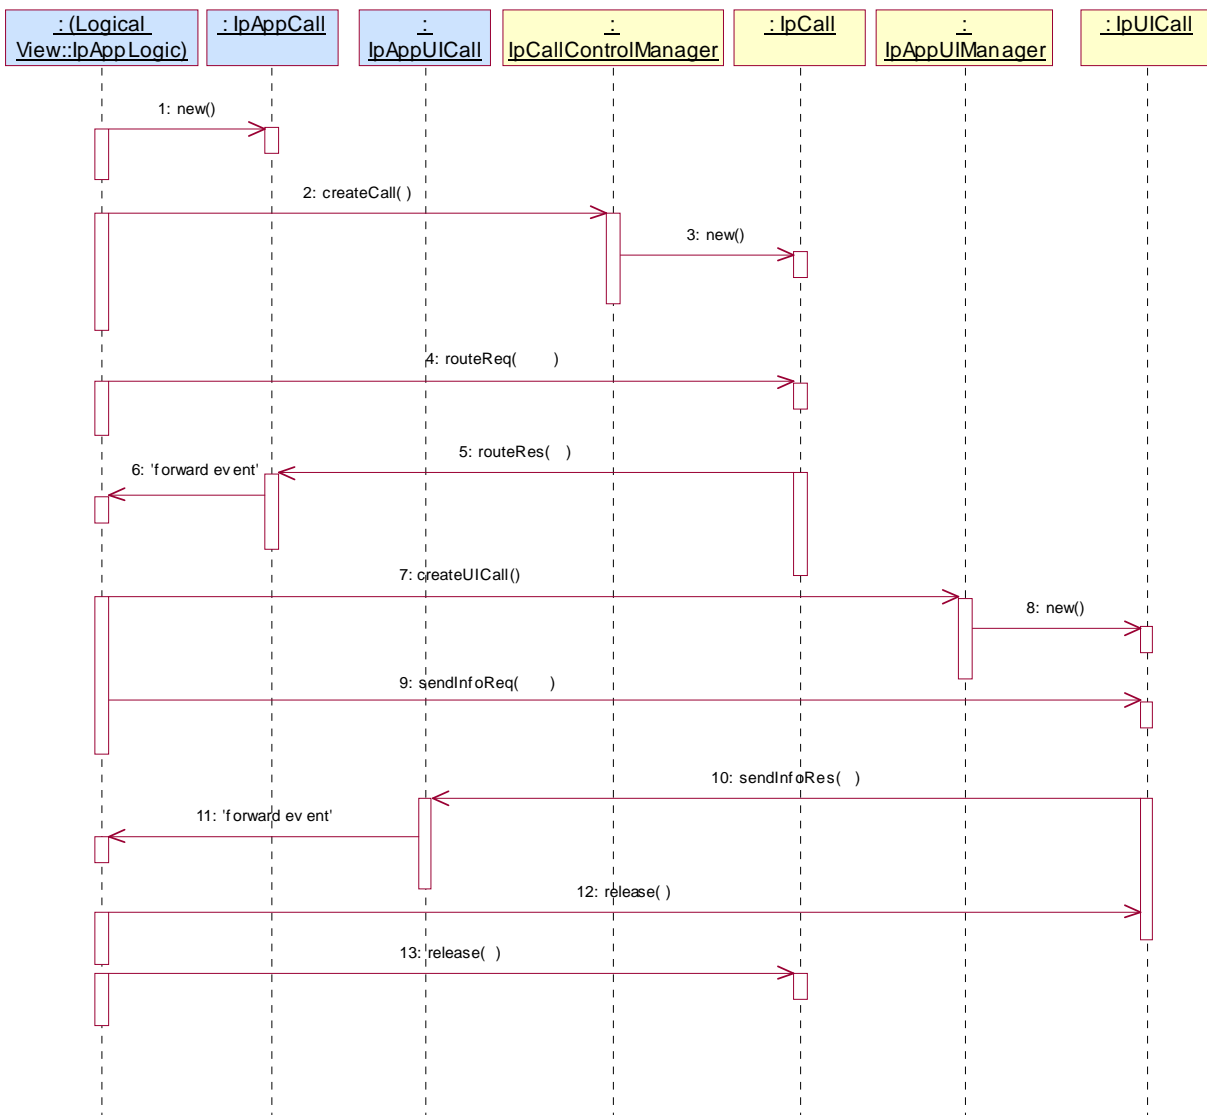 : (Logical
View::IpAppLogic)
: IpAppCall
:
IpAppUICall
:
IpCallControlManager
: IpCall
:
IpAppUIManager
: IpUICall
1: new()
2: createCall( )
3: new()
4: routeReq( )
5: routeRes( )
6: 'forward event'
7: createUICall()
8: new()
9: sendInfoReq( )
10: sendInfoRes( )
11: 'forward event'
12: release( )
13: release( )